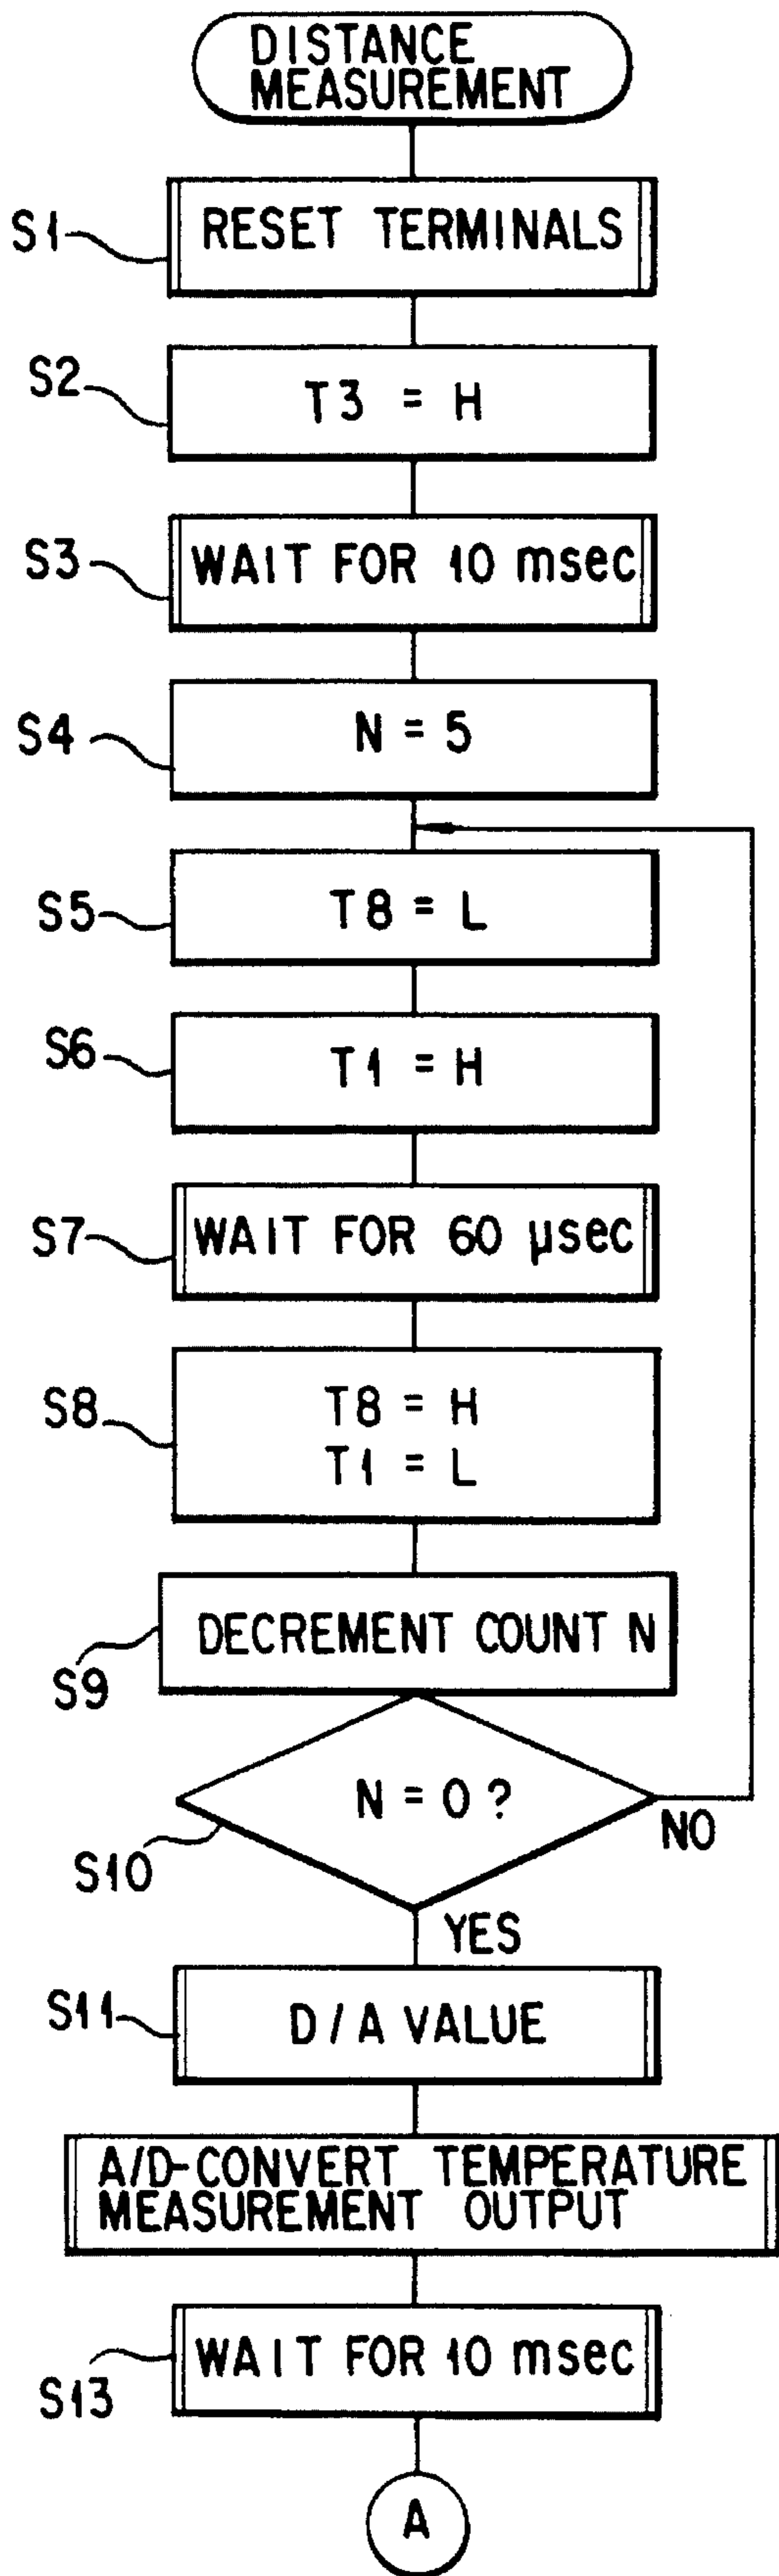 DISTANCE
MEASUREMENT
S1
RESET TERMINALS
S2
T3 = H
S3
WAIT FOR 10 msec
S4
N = 5
S5
T8 = L
S6
T1 = H
S7
WAIT FOR 60 µsec
S8
T8 = H
T1 = L
S9
DECREMENT COUNT N
S10
N = 0 ?
NO
YES
S11
D / A VALUE
A/D-CONVERT TEMPERATURE
MEASUREMENT OUTPUT
S13
WAIT FOR 10 msec
A